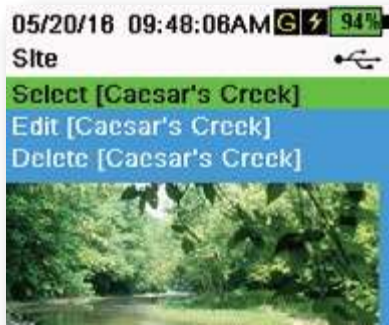 05/20/16 09:48:06AM G 94%
Site
Select [Caesar's Creek]
Edit [Caesar's Creek]
Delete [Caesar's Creek]